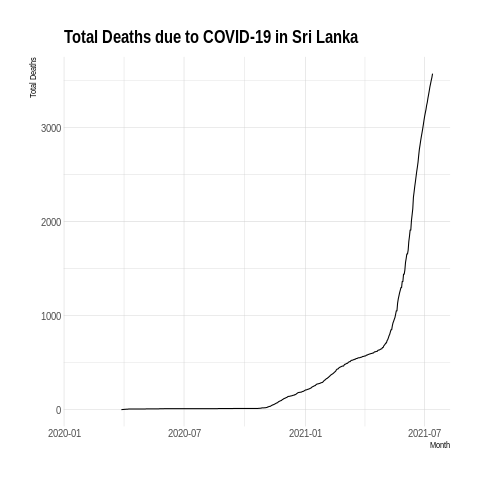 Total Deaths due to COVID-19 in Sri Lanka
Total Deaths
3000
2000
1000
0
2020-01 2020-07 2021-01 2021-07
Month